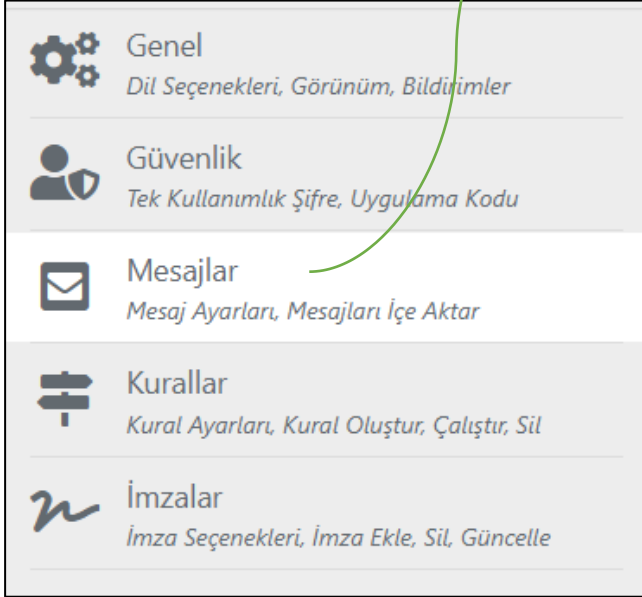 Genel
Dil Seçenekleri, Görünüm, Bildirimler
Güvenlik
Tek Kullanımlık Şifre, Uygulama Kodu
Mesajlar
Mesaj Ayarları, Mesajları İçe Aktar
Kurallar
Kural Ayarları, Kural Oluştur, Çalıştır, Sil
İmzalar
İmza Seçenekleri, İmza Ekle, Sil, Güncelle